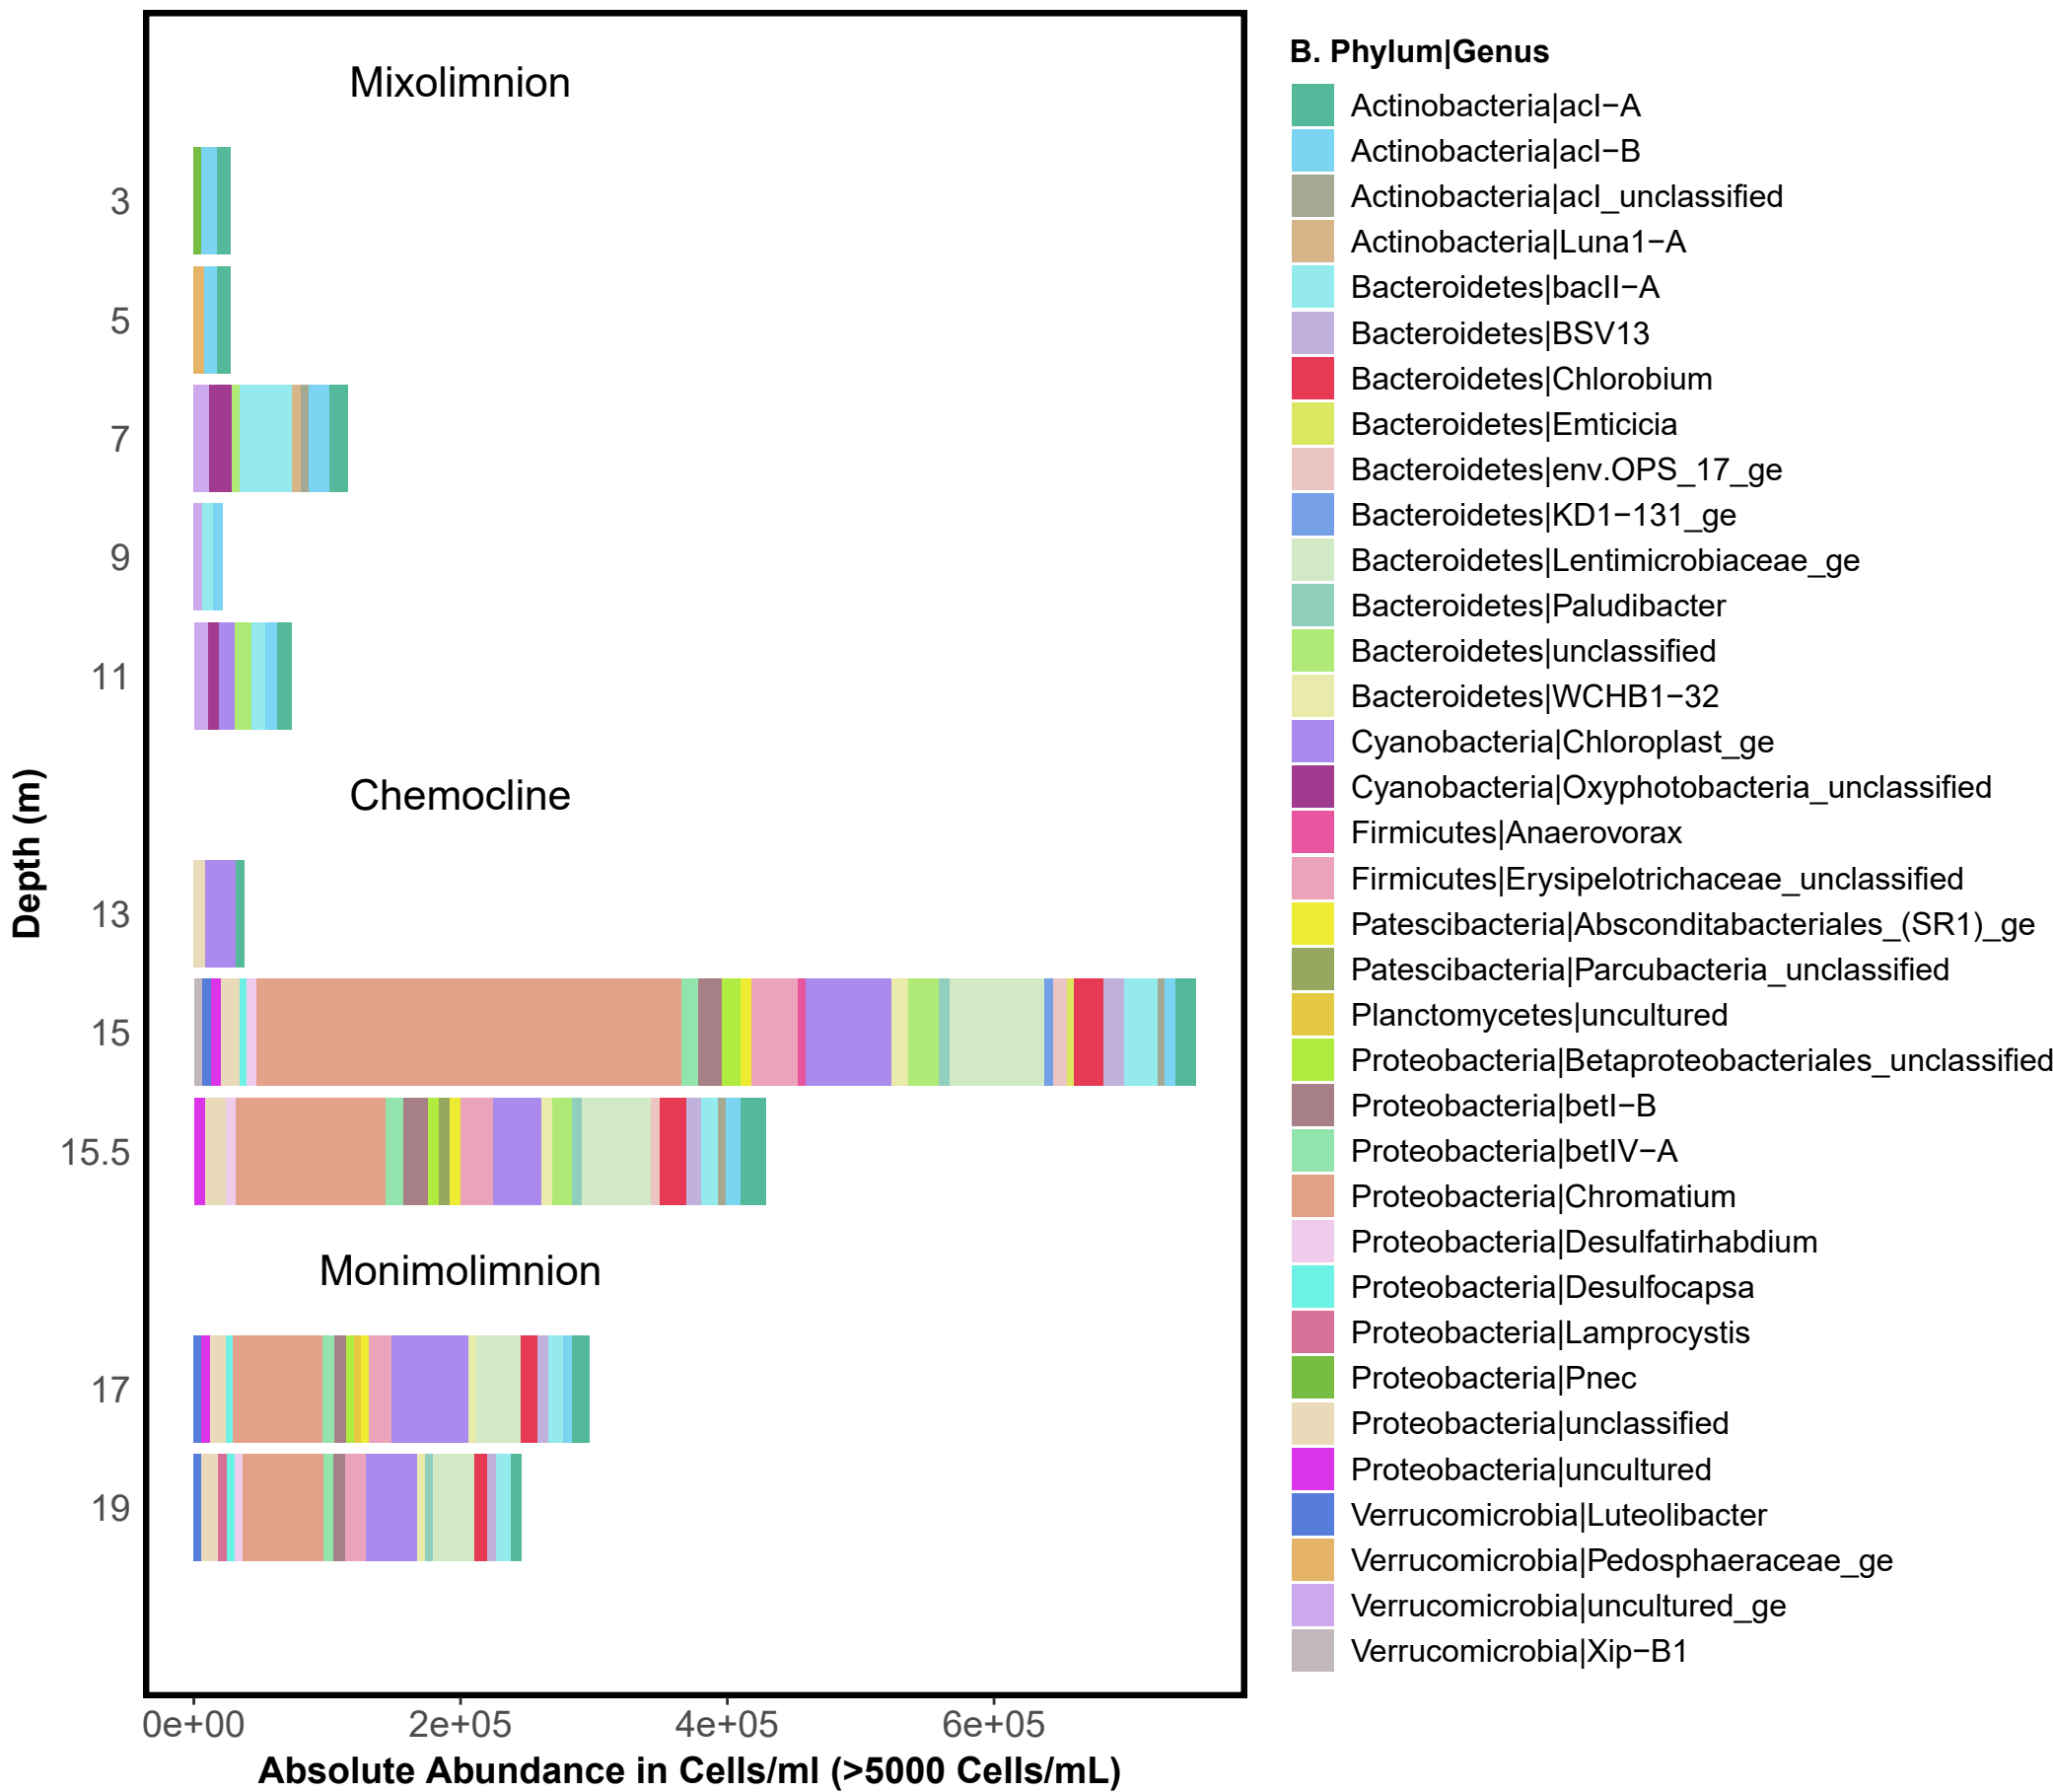 Mixolimnion
3
5
7
9
11
Chemocline
13
15
15.5
Monimolimnion
17
19
Depth (m)
0e+00 2e+05 4e+05 6e+05
Absolute Abundance in Cells/ml (>5000 Cells/mL)
B. Phylum|Genus
Actinobacteria|acI−A
Actinobacteria|acI−B
Actinobacteria|acI_unclassified
Actinobacteria|Luna1−A
Bacteroidetes|bacII−A
Bacteroidetes|BSV13
Bacteroidetes|Chlorobium
Bacteroidetes|Emticicia
Bacteroidetes|env.OPS_17_ge
Bacteroidetes|KD1−131_ge
Bacteroidetes|Lentimicrobiaceae_ge
Bacteroidetes|Paludibacter
Bacteroidetes|unclassified
Bacteroidetes|WCHB1−32
Cyanobacteria|Chloroplast_ge
Cyanobacteria|Oxyphotobacteria_unclassified
Firmicutes|Anaerovorax
Firmicutes|Erysipelotrichaceae_unclassified
Patescibacteria|Absconditabacteriales_(SR1)_ge
Patescibacteria|Parcubacteria_unclassified
Planctomycetes|uncultured
Proteobacteria|Betaproteobacteriales_unclassified
Proteobacteria|betI−B
Proteobacteria|betIV−A
Proteobacteria|Chromatium
Proteobacteria|Desulfatirhabdium
Proteobacteria|Desulfocapsa
Proteobacteria|Lamprocystis
Proteobacteria|Pnec
Proteobacteria|unclassified
Proteobacteria|uncultured
Verrucomicrobia|Luteolibacter
Verrucomicrobia|Pedosphaeraceae_ge
Verrucomicrobia|uncultured_ge
Verrucomicrobia|Xip−B1